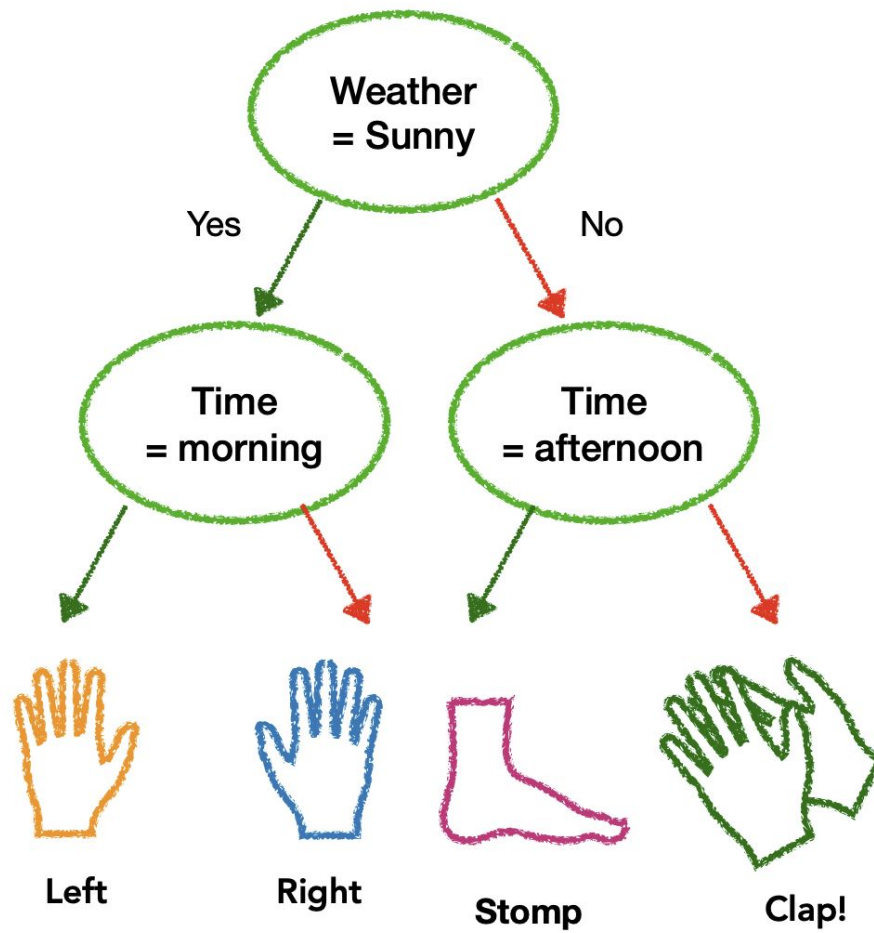 Weather
= Sunny
Yes
No
Time
= morning
Time
= afternoon
Left
Right
Stomp
Clap!